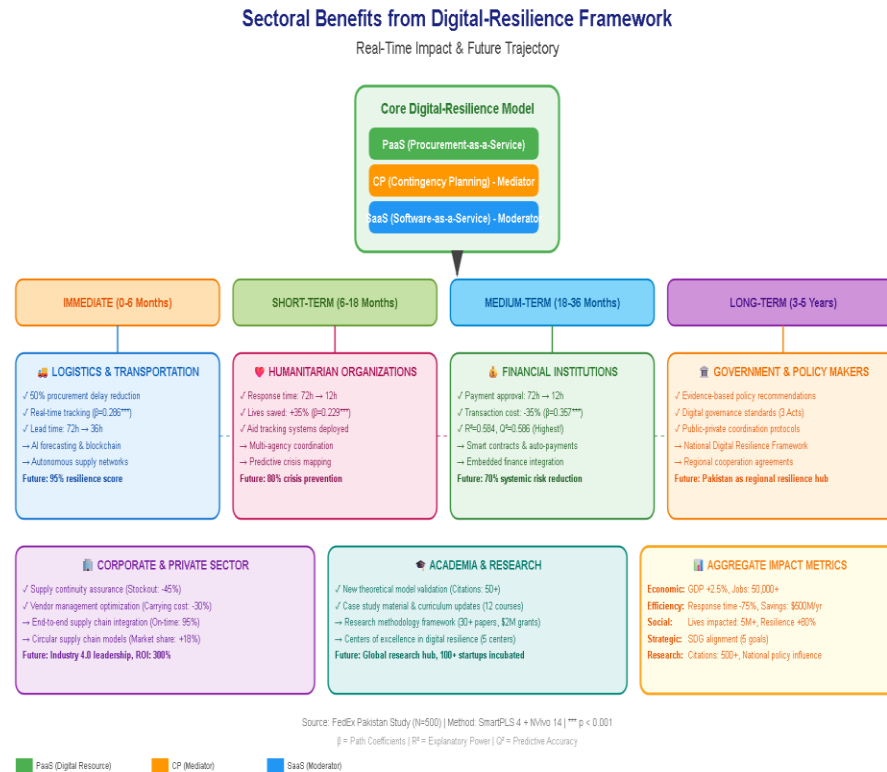 Sectoral Benefits from Digital-Resilience Framework
Real-Time Impact & Future Trajectory
Core Digital-Resilience Model
PaaS (Procurement-as-a-Service)
CP (Contingency Planning) - Mediator
SaaS (Software-as-a-Service) - Moderator
IMMEDIATE (0-6 Months)
SHORT-TERM (6-18 Months)
MEDIUM-TERM (18-36 Months)
LONG-TERM (3-5 Years)
🚚 LOGISTICS & TRANSPORTATION
✓ 50% procurement delay reduction
✓ Real-time tracking (β=0.286***)
✓ Lead time: 72h → 36h
→ AI forecasting & blockchain
→ Autonomous supply networks
Future: 95% resilience score
❤️ HUMANITARIAN ORGANIZATIONS
✓ Response time: 72h → 12h
✓ Lives saved: +35% (β=0.229***)
✓ Aid tracking systems deployed
→ Multi-agency coordination
→ Predictive crisis mapping
Future: 80% crisis prevention
💰 FINANCIAL INSTITUTIONS
✓ Payment approval: 72h → 12h
✓ Transaction cost: -35% (β=0.357***)
✓ R²=0.584, Q²=0.586 (Highest!)
→ Smart contracts & auto-payments
→ Embedded finance integration
Future: 70% systemic risk reduction
🏛️ GOVERNMENT & POLICY MAKERS
✓ Evidence-based policy recommendations
✓ Digital governance standards (3 Acts)
✓ Public-private coordination protocols
→ National Digital Resilience Framework
→ Regional cooperation agreements
Future: Pakistan as regional resilience hub
🏢 CORPORATE & PRIVATE SECTOR
✓ Supply continuity assurance (Stockout: -45%)
✓ Vendor management optimization (Carrying cost: -30%)
→ End-to-end supply chain integration (On-time: 95%)
→ Circular supply chain models (Market share: +18%)
Future: Industry 4.0 leadership, ROI: 300%
🎓 ACADEMIA & RESEARCH
✓ New theoretical model validation (Citations: 50+)
✓ Case study material & curriculum updates (12 courses)
→ Research methodology framework (30+ papers, $2M grants)
→ Centers of excellence in digital resilience (5 centers)
Future: Global research hub, 100+ startups incubated
📊 AGGREGATE IMPACT METRICS
Economic: GDP +2.5%, Jobs: 50,000+
Efficiency: Response time -75%, Savings: $500M/yr
Social: Lives impacted: 5M+, Resilience +80%
Strategic: SDG alignment (5 goals)
Research: Citations: 500+, National policy influence
Source: FedEx Pakistan Study (N=500) | Method: SmartPLS 4 + NVivo 14 | *** p < 0.001
β = Path Coefficients | R² = Explanatory Power | Q² = Predictive Accuracy
PaaS (Digital Resource)
CP (Mediator)
SaaS (Moderator)